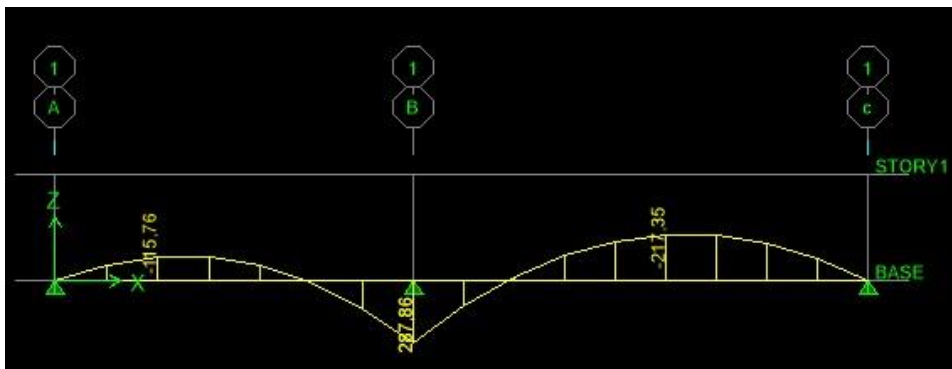 1 1 1
A B c
STORY1
Z
-115,76
-217,35
X
BASE
287,86